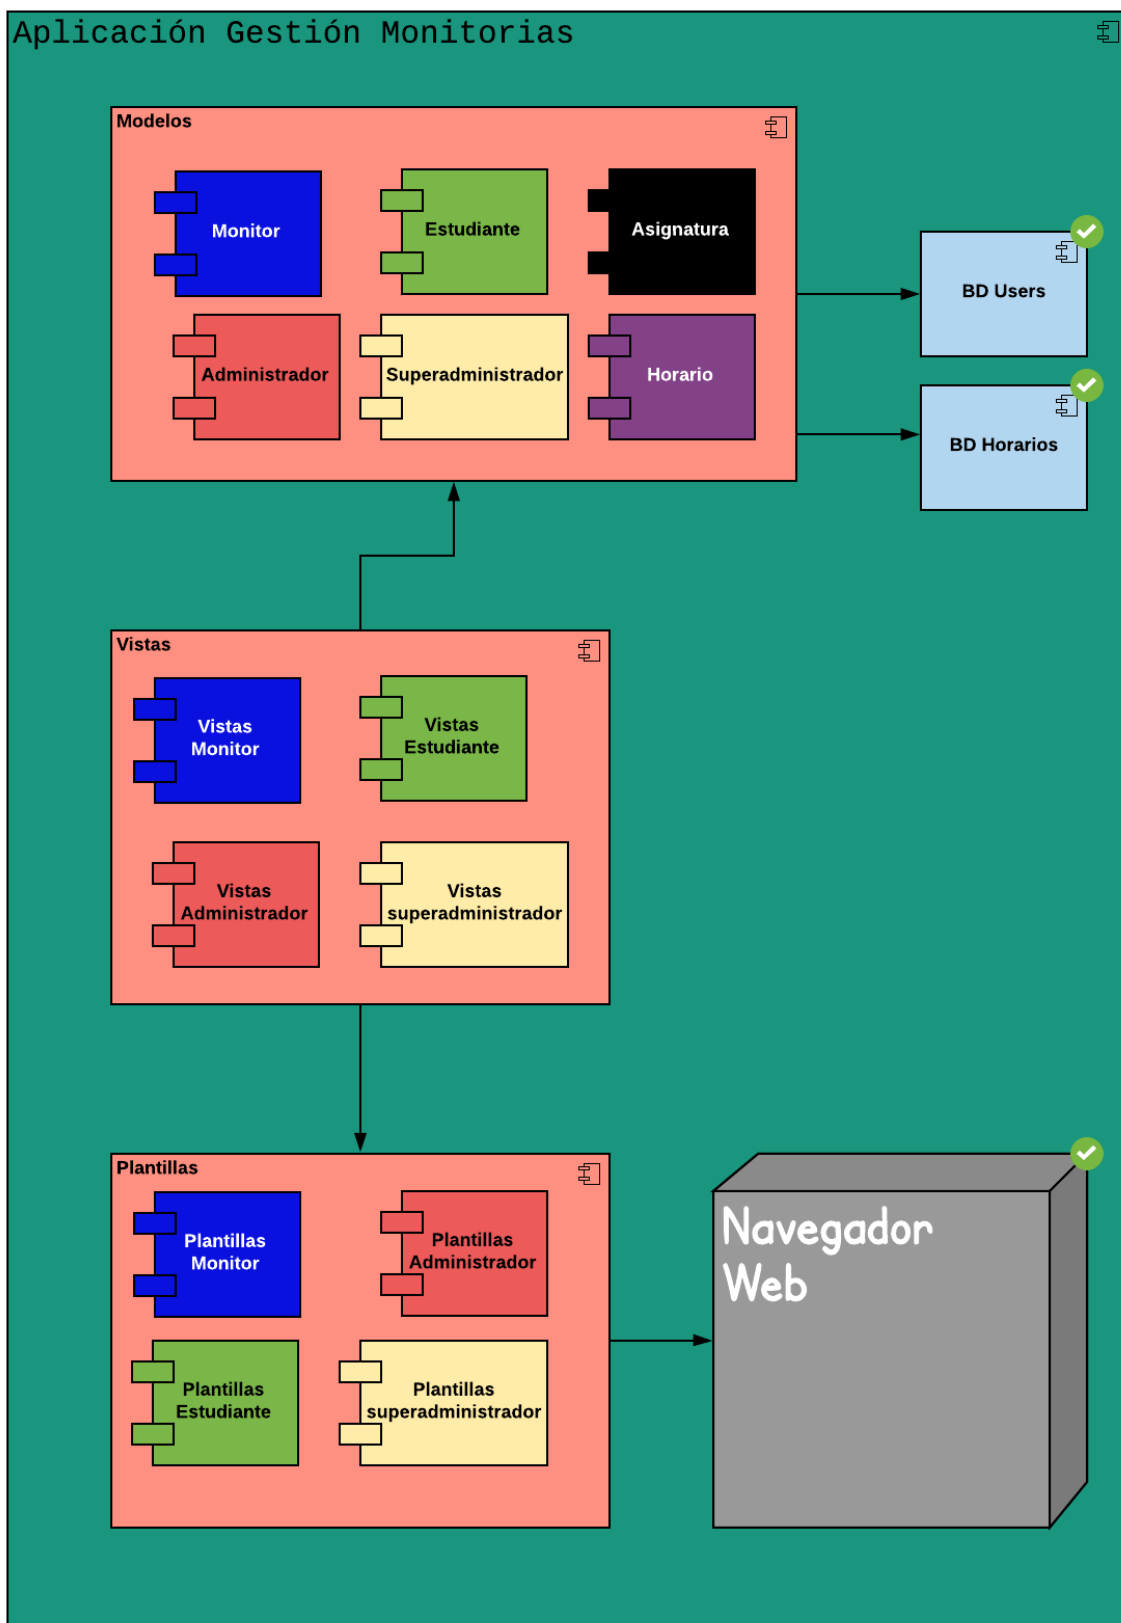 Aplicación Gestión Monitorias
Modelos
Monitor
Estudiante
Asignatura
Administrador
Superadministrador
Horario
BD Users
BD Horarios
Vistas
Vistas
Monitor
Vistas
Estudiante
Vistas
Administrador
Vistas
superadministrador
Plantillas
Plantillas
Monitor
Plantillas
Administrador
Plantillas
Estudiante
Plantillas
superadministrador
Navegador
Web